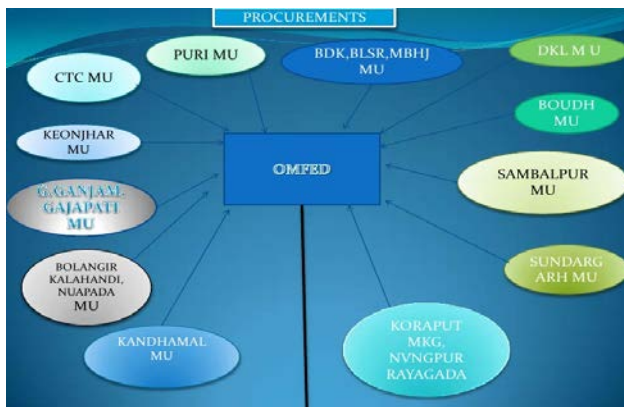 PROCUREMENTS
PURI MU
BDK,BLSR,MBHJ
MU
DKL M U
CTC MU
BOUDH
MU
KEONJHAR
MU
OMFED
SAMBALPUR
MU
G.GANJAM-
GAJAPATI
MU
SUNDARG
ARH MU
BOLANGIR
KALAHANDI,
NUAPADA
MU
KANDHAMAL
MU
KORAPUT
MKG,
NVNGPUR
RAYAGADA